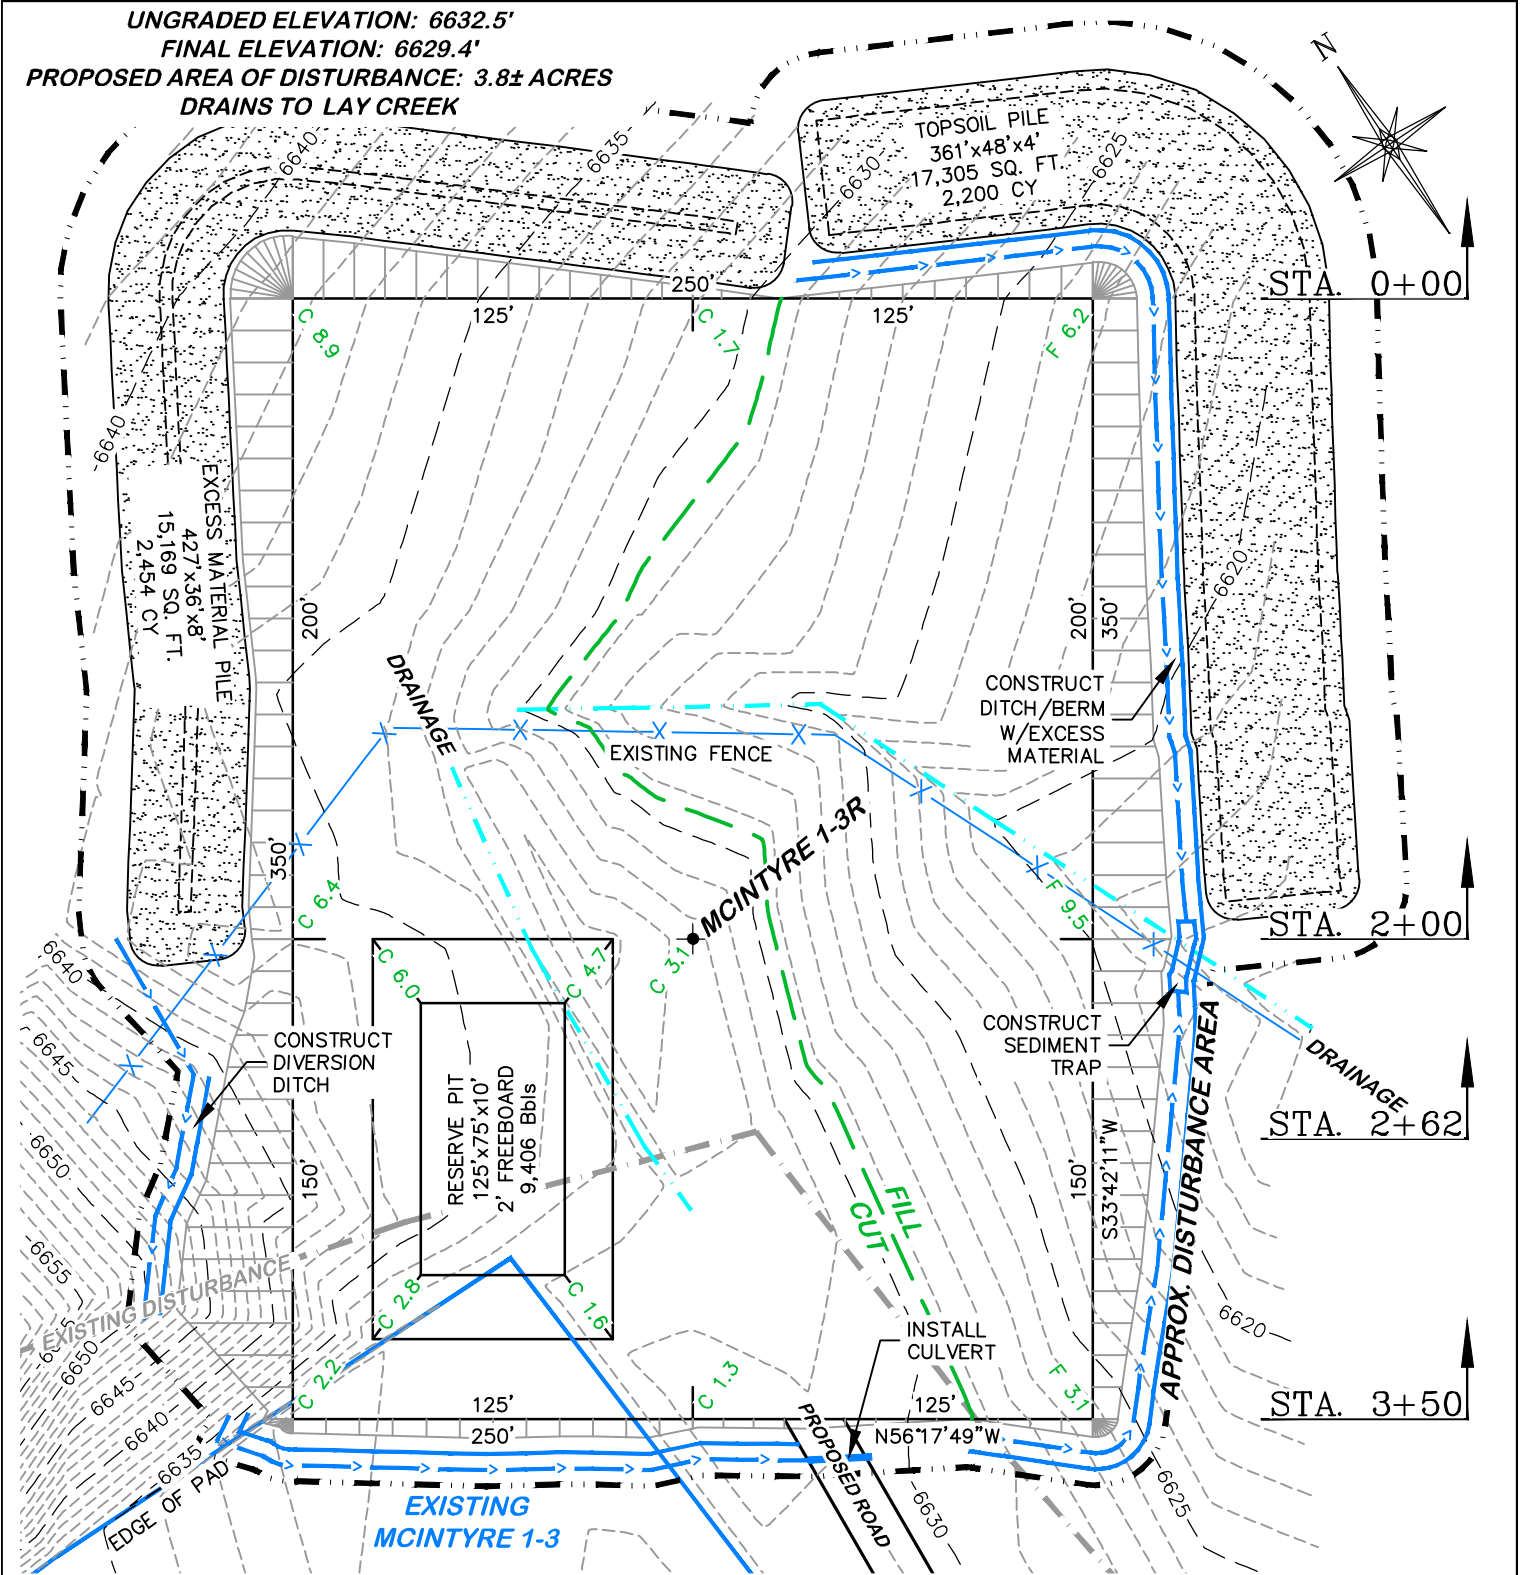 UNGRADED ELEVATION: 6632.5'
FINAL ELEVATION: 6629.4'
PROPOSED AREA OF DISTURBANCE: 3.8± ACRES
DRAINS TO LAY CREEK
N
6640
6635
6630
6625
TOPSOIL PILE
361'x48'x4'
17,305 SQ. FT.
2,200 CY
STA. 0+00
250'
125'
125'
C 8.9
C 1.7
F 6.2
6640
EXCESS MATERIAL PILE
427'x36'x8'
15,169 SQ. FT.
2,454 CY
6620
200'
200'
350'
DRAINAGE
EXISTING FENCE
CONSTRUCT
DITCH/BERM
W/EXCESS
MATERIAL
MCINTYRE 1-3R
350'
C 6.4
F 9.5
STA. 2+00
6640
6645
C 6.0
C 4.7
C 3.1
CONSTRUCT
DIVERSION
DITCH
CONSTRUCT
SEDIMENT
TRAP
DRAINAGE
RESERVE PIT
125'x75'x10'
2' FREEBOARD
9,406 Bbls
STA. 2+62
6650
150'
150'
S33°42'11"W
APPROX. DISTURBANCE AREA
FILL
CUT
6655
EXISTING DISTURBANCE
C 2.8
C 1.6
6620
INSTALL
CULVERT
6650
6645
6640
6635
C 2.2
C 1.3
F 3.1
STA. 3+50
125'
125'
250'
N56°17'49"W
PROPOSED ROAD
EDGE OF PAD
EXISTING
MCINTYRE 1-3
6630
6625